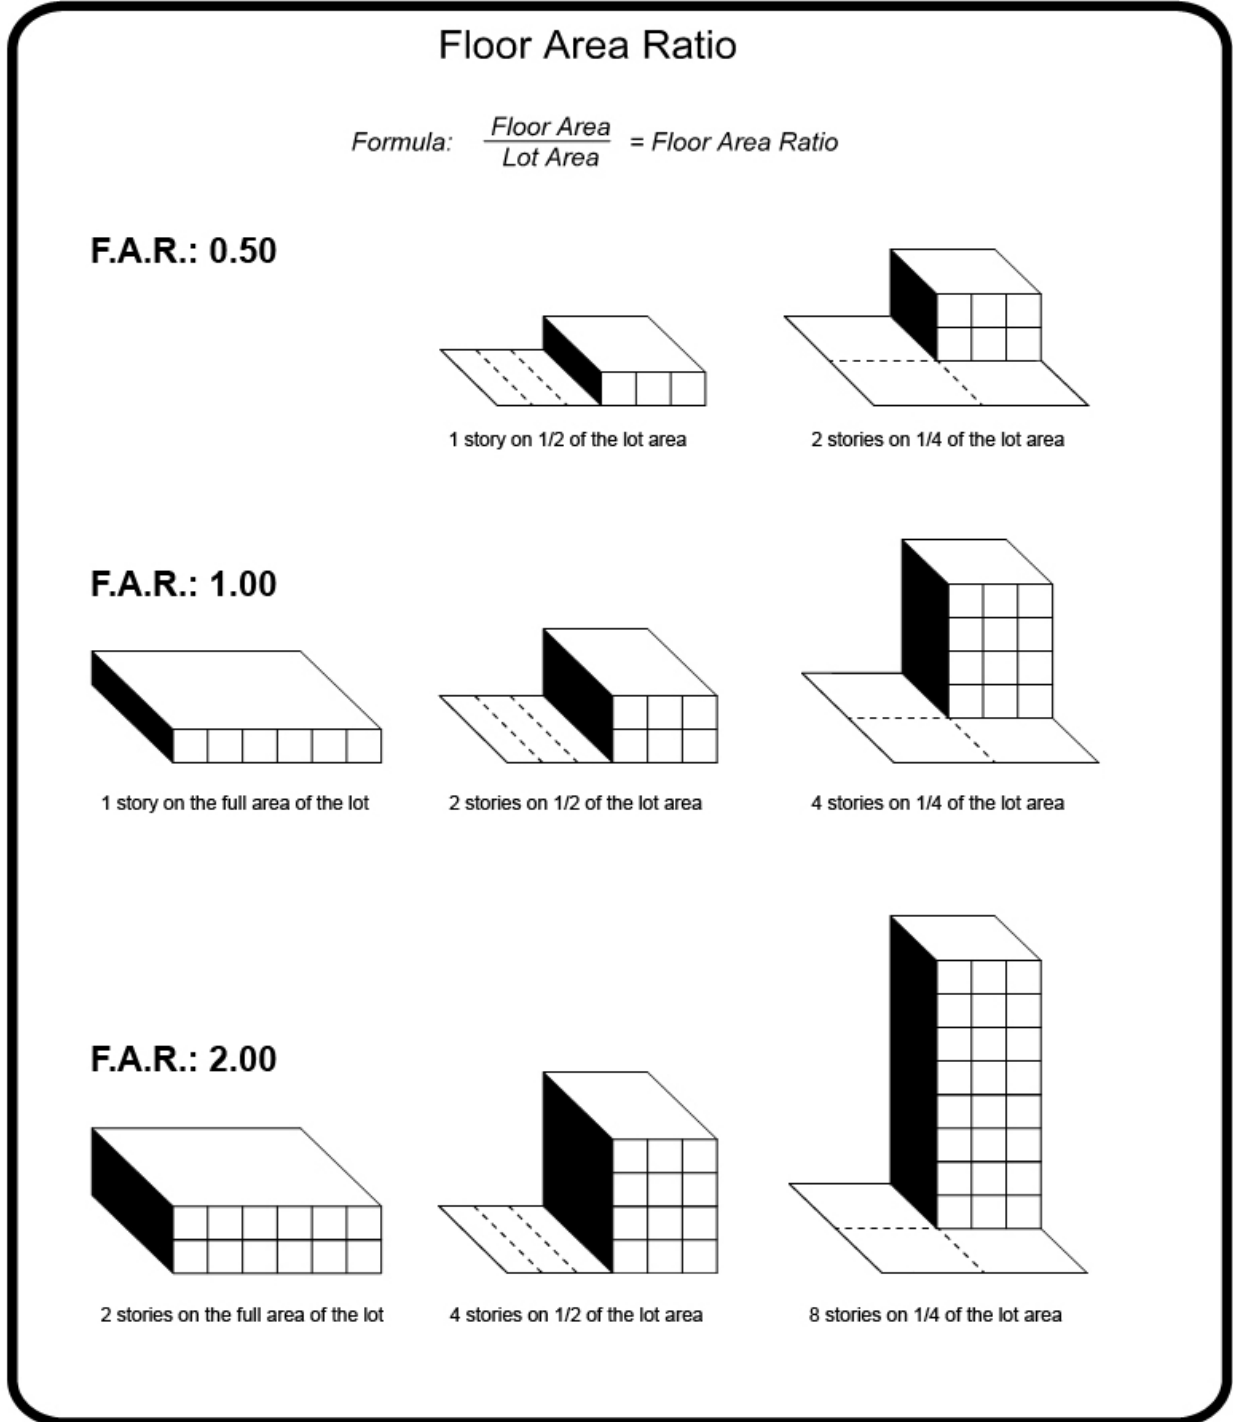 Floor Area Ratio
Formula: Floor Area / Lot Area = Floor Area Ratio
F.A.R.: 0.50
1 story on 1/2 of the lot area
2 stories on 1/4 of the lot area
F.A.R.: 1.00
1 story on the full area of the lot
2 stories on 1/2 of the lot area
4 stories on 1/4 of the lot area
F.A.R.: 2.00
2 stories on the full area of the lot
4 stories on 1/2 of the lot area
8 stories on 1/4 of the lot area